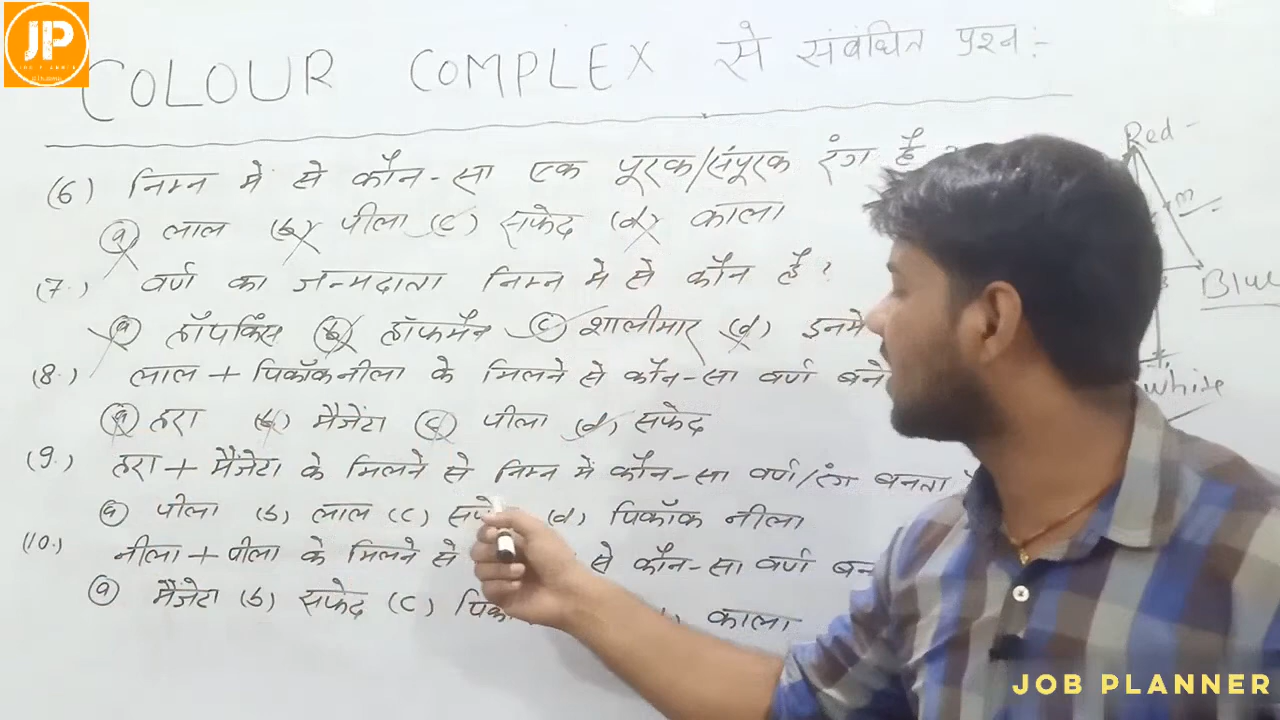 JP
COLOUR COMPLEX से संबंधित प्रश्न :-
(6) निम्न में से कौन-सा एक पूरक/संपूरक रंग है
(a) लाल (b) पीला (c) सफेद (d) काला
(7.) वर्ण का जन्मदाता निम्न में से कौन है ?
(a) हॉपकिंस (b) हॉफमैन (c) शालीमार (d) इनमें
(8.) लाल + पिकॉकनीला के मिलने से कौन-सा वर्ण बने
(a) हरा (b) मैजेंटा (c) पीला (d) सफेद
(9.) हरा + मैंजेटा के मिलने से निम्न में कौन-सा वर्ण/रंग बनता
(a) पीला (b) लाल (c) सफे (d) पिकॉक नीला
(10.) नीला + पीला के मिलने से से कौन-सा वर्ण बन
(a) मैंजेटा (b) सफेद (c) पिकॉ काला
Red -
m
Blue
white
JOB PLANNER